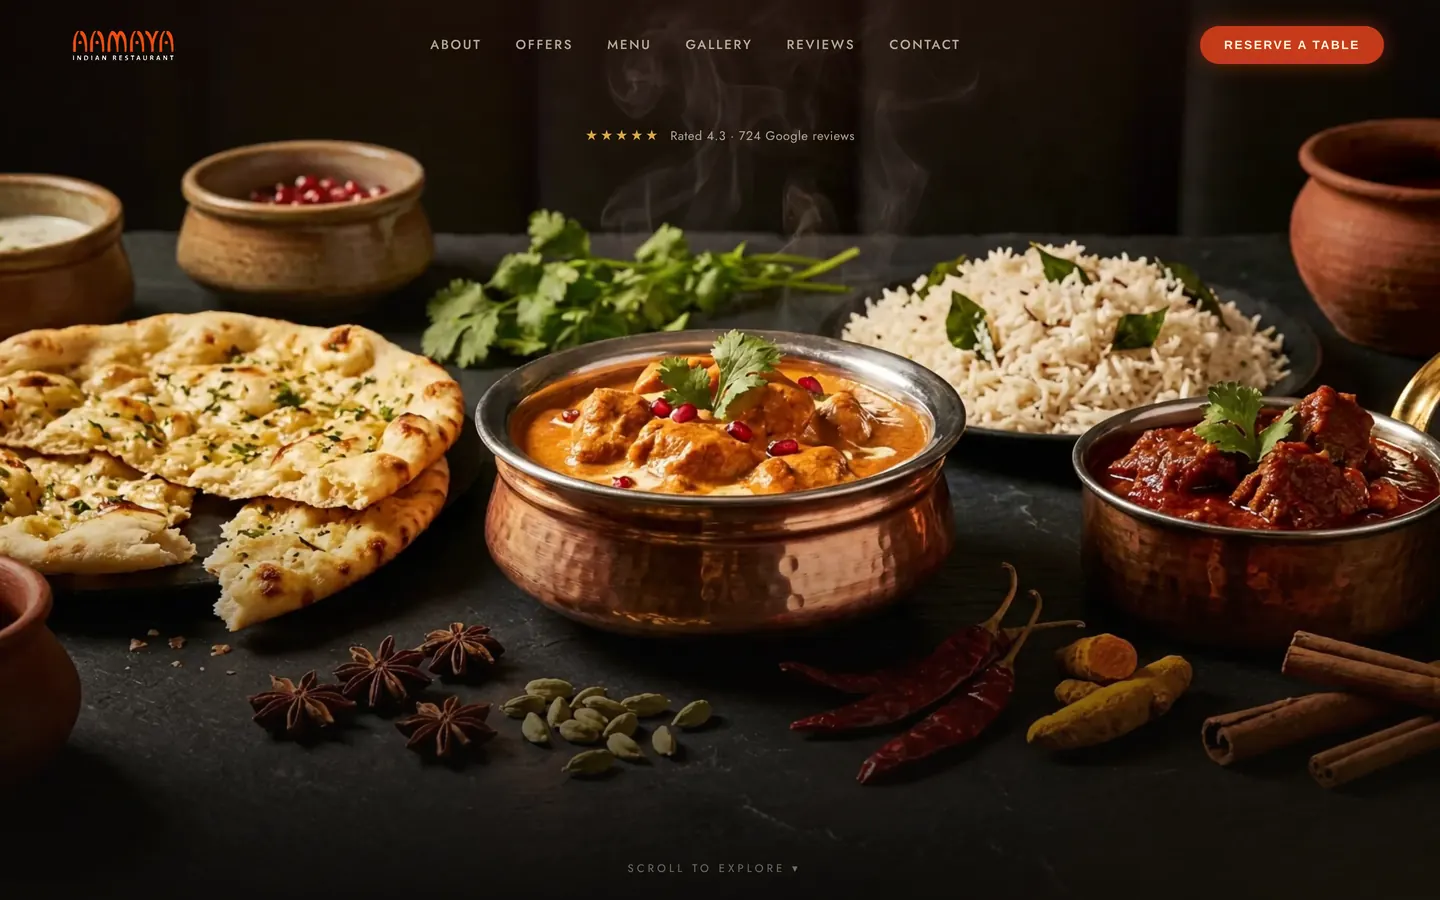 AAMAYA
INDIAN RESTAURANT
ABOUT OFFERS MENU GALLERY REVIEWS CONTACT
RESERVE A TABLE
★★★★★ Rated 4.3 · 724 Google reviews
SCROLL TO EXPLORE ▾